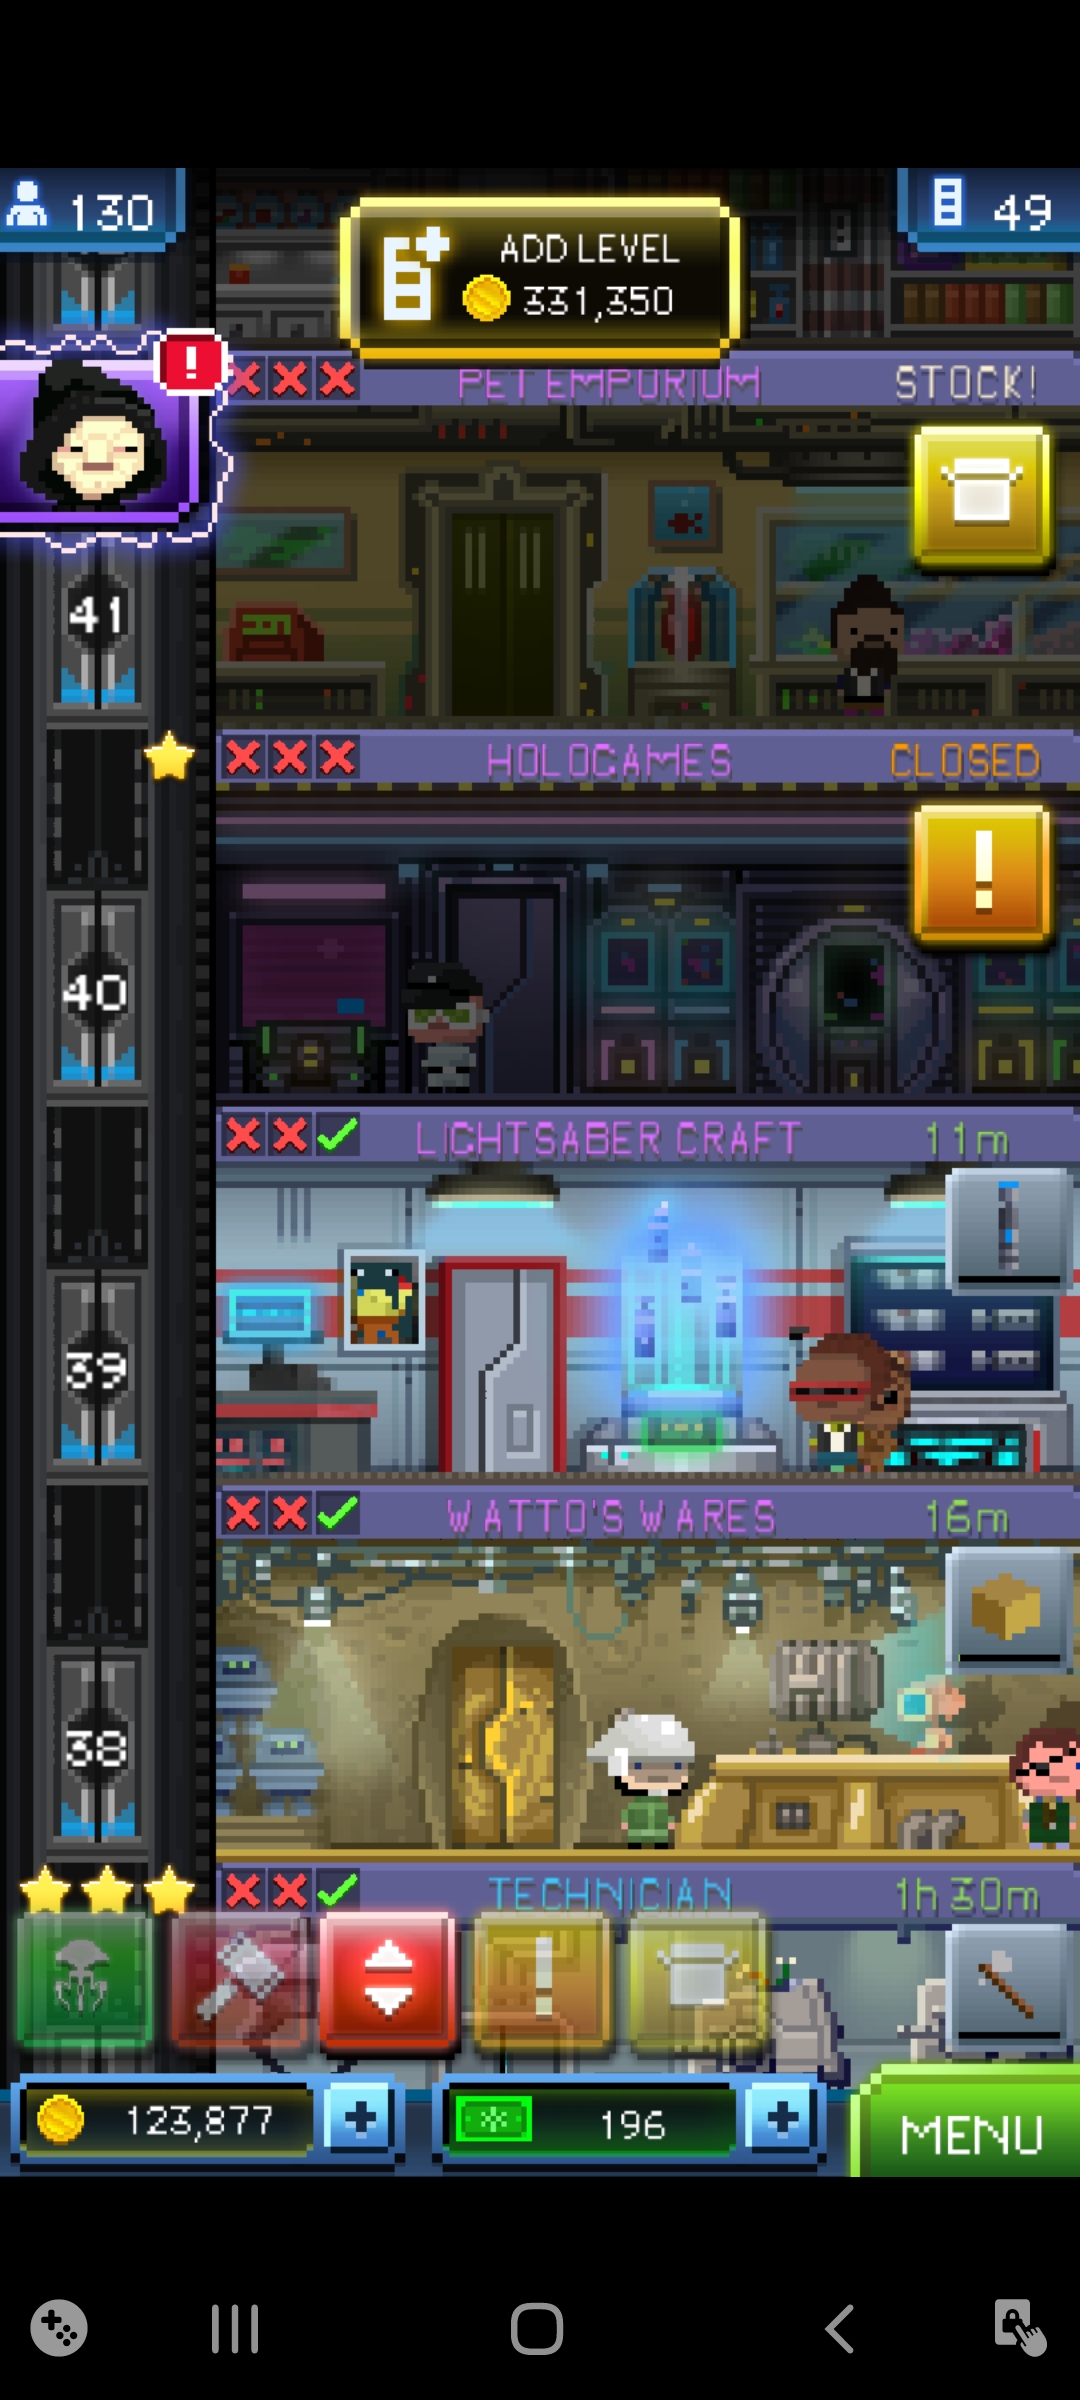 130
49
ADD LEVEL
331,350
!
PET EMPORIUM
STOCK!
41
HOLOGAMES
CLOSED
!
40
LIGHTSABER CRAFT
11m
39
WATTO'S WARES
16m
38
TECHNICIAN
1h 30m
!
123,877
+
196
+
MENU